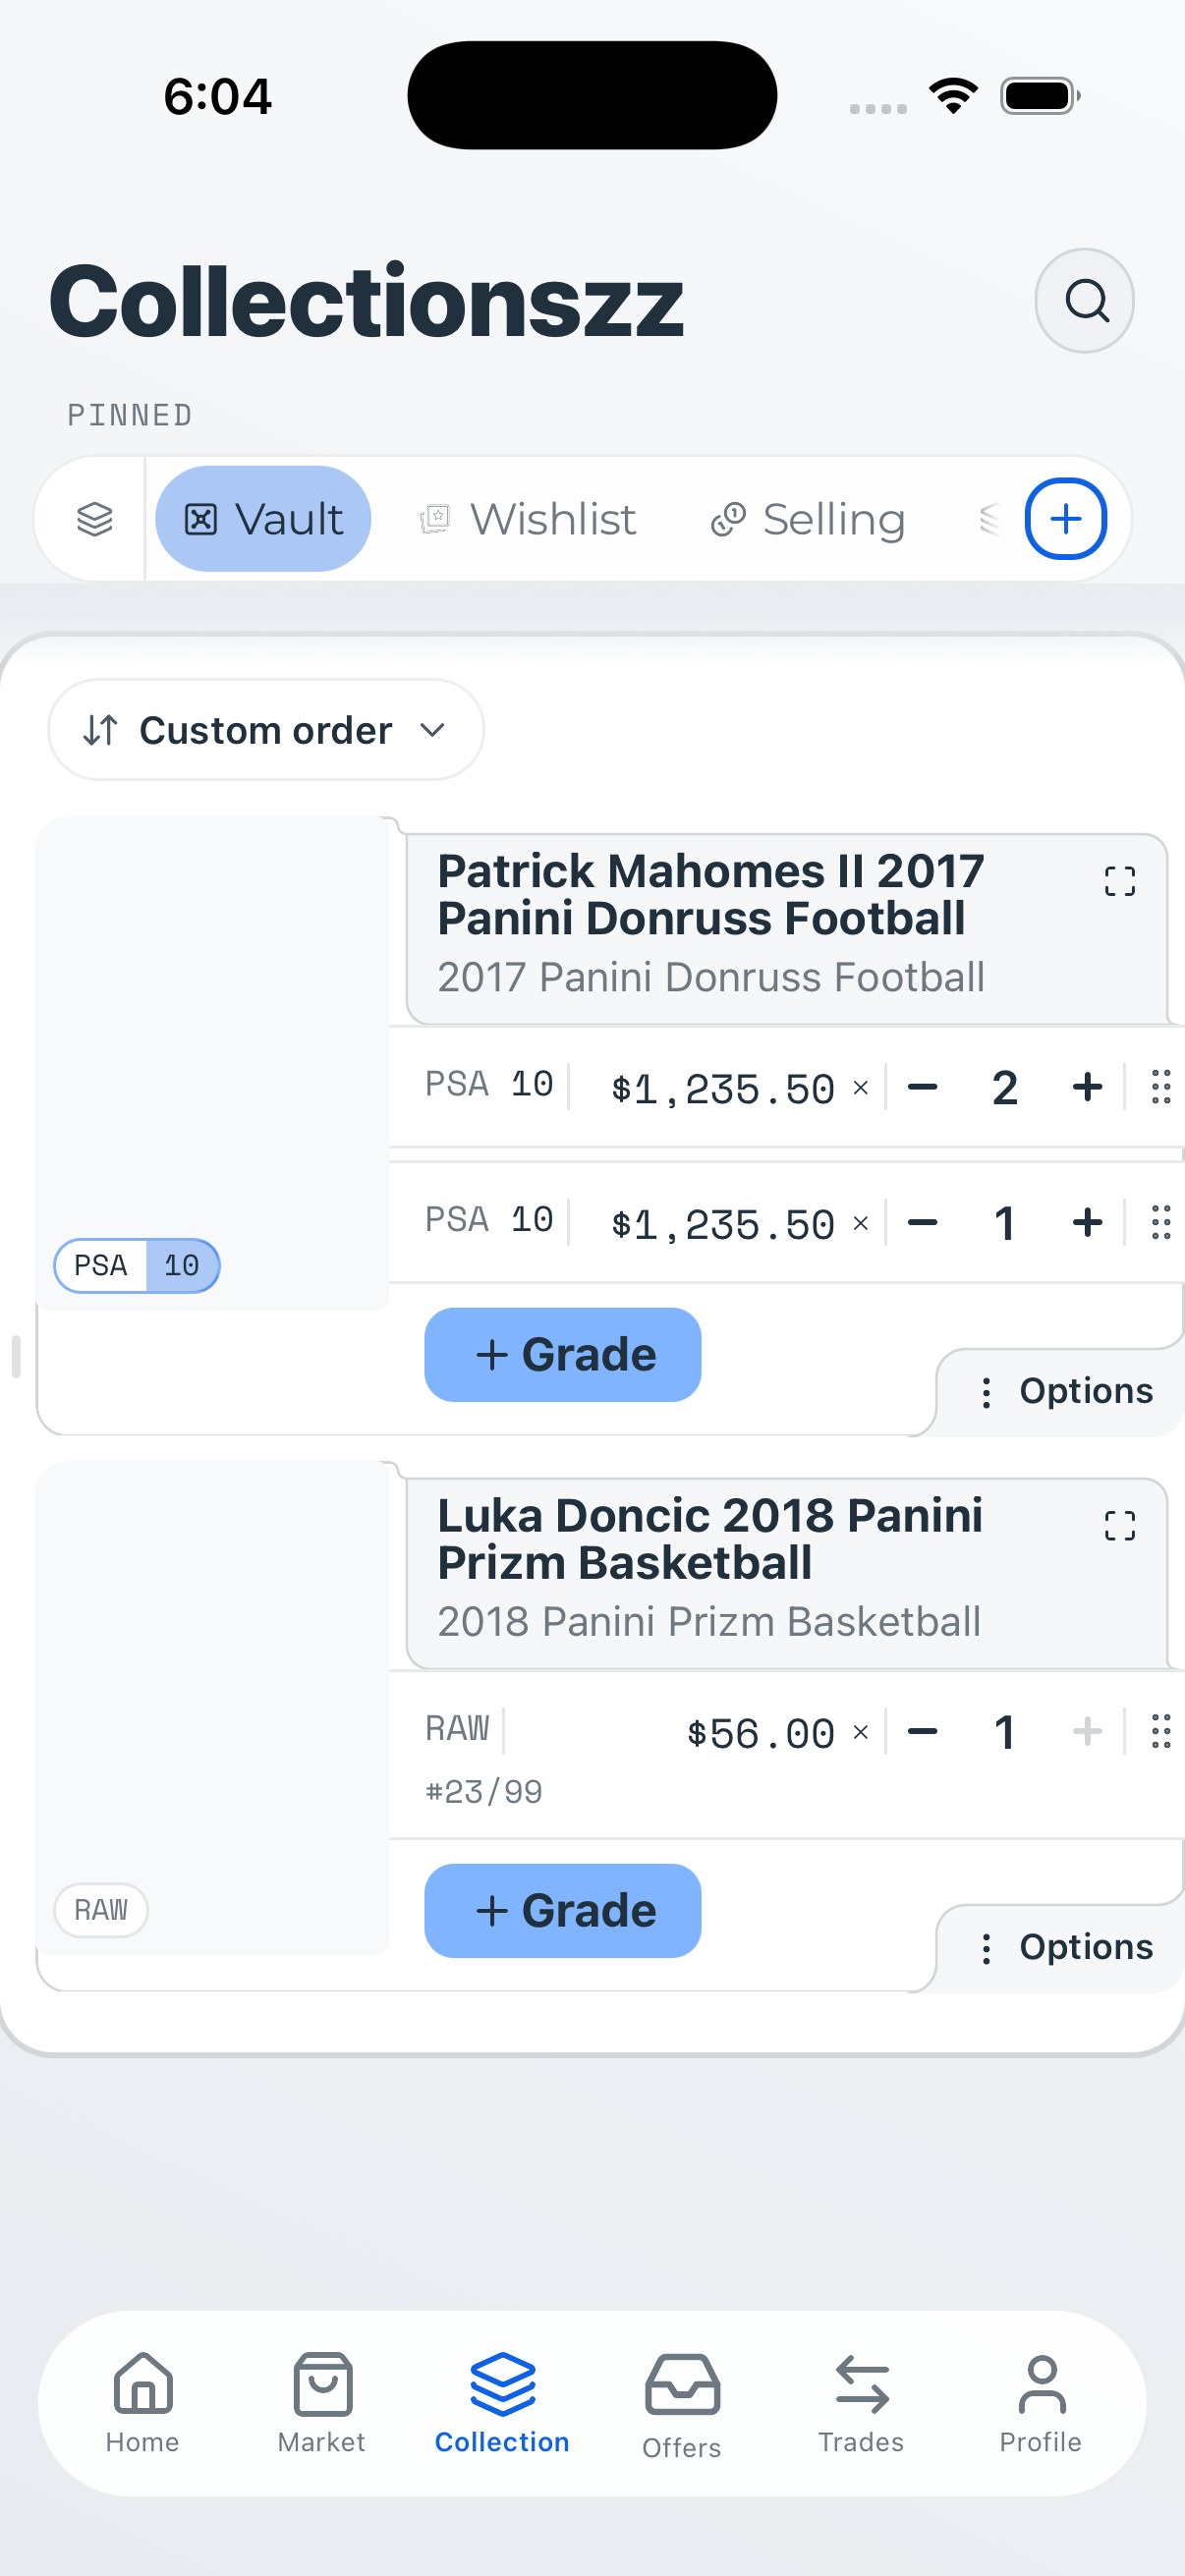 6:04
Collectionszz
PINNED
Vault Wishlist Selling
Custom order
Patrick Mahomes II 2017
Panini Donruss Football
2017 Panini Donruss Football
PSA 10 $1,235.50 × − 2 +
PSA 10 $1,235.50 × − 1 +
PSA 10
+ Grade
Options
Luka Doncic 2018 Panini
Prizm Basketball
2018 Panini Prizm Basketball
RAW $56.00 × − 1 +
#23/99
RAW
+ Grade
Options
Home Market Collection Offers Trades Profile